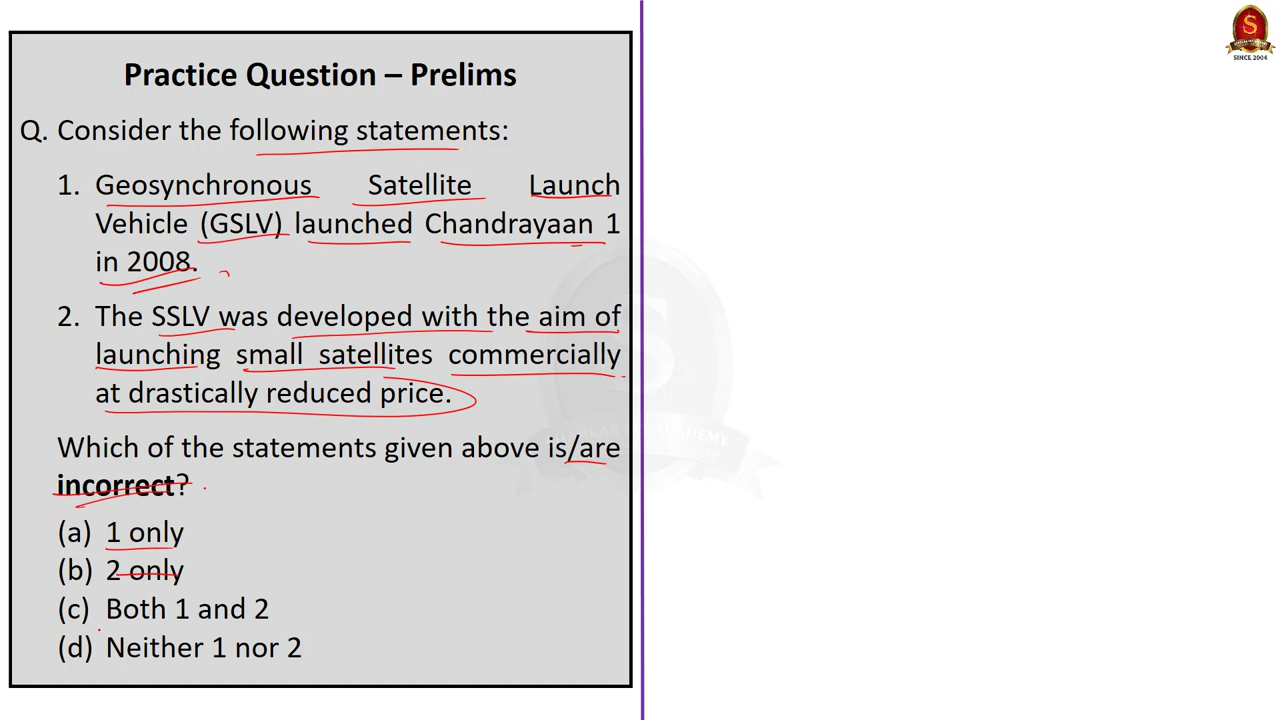 Practice Question – Prelims
Q. Consider the following statements:
1. Geosynchronous Satellite Launch
Vehicle (GSLV) launched Chandrayaan 1
in 2008.
2. The SSLV was developed with the aim of
launching small satellites commercially
at drastically reduced price.
Which of the statements given above is/are
incorrect?
(a) 1 only
(b) 2 only
(c) Both 1 and 2
(d) Neither 1 nor 2
S
SINCE 2004